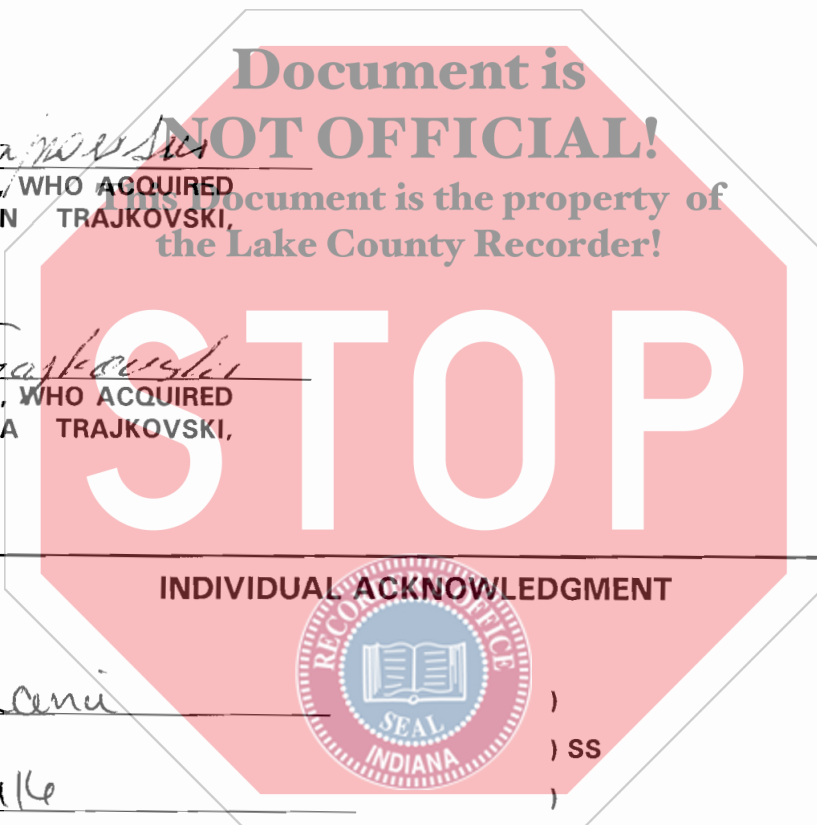 Document is
NOT OFFICIAL!
, WHO ACQUIRED
This Document is the property of
N TRAJKOVSKI,
the Lake County Recorder!
, WHO ACQUIRED
A TRAJKOVSKI,
STOP
INDIVIDUAL ACKNOWLEDGMENT
RECORDER'S OFFICE
SEAL
INDIANA
)
) SS
)